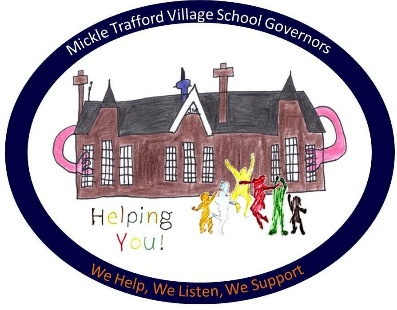 Mickle Trafford Village School Governors
Helping
You!
We Help, We Listen, We Support